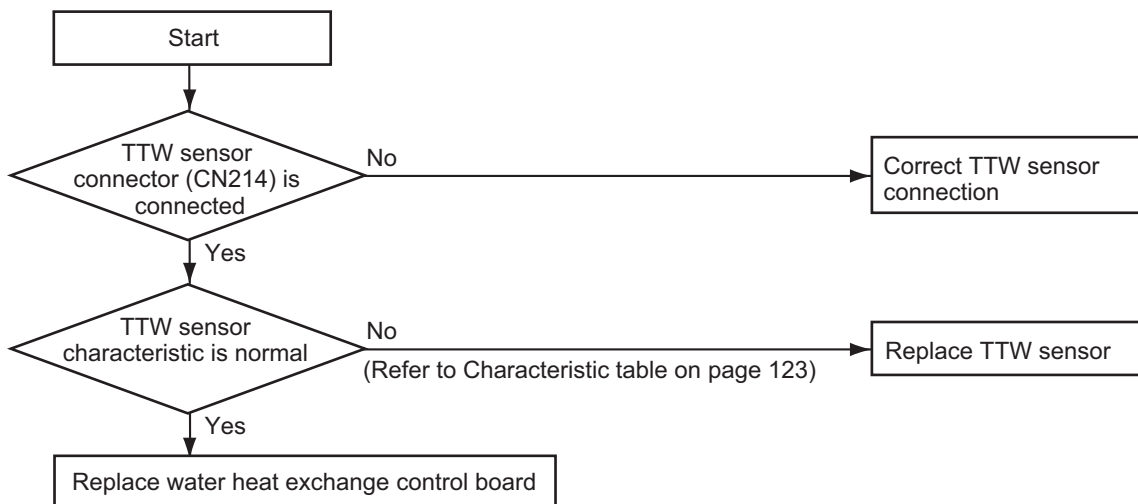 Start
TTW sensor
connector (CN214) is
connected
No
Correct TTW sensor
connection
Yes
TTW sensor
characteristic is normal
No
(Refer to Characteristic table on page 123)
Replace TTW sensor
Yes
Replace water heat exchange control board